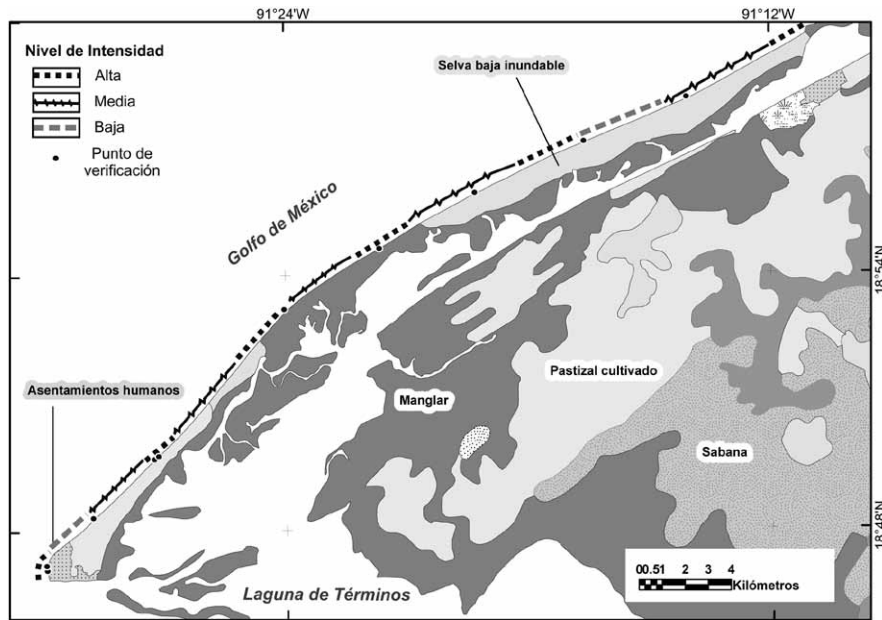 91°24'W
91°12'W
Nivel de Intensidad
Alta
Media
Baja
Punto de
verificación
Selva baja inundable
Golfo de México
18°54'N
Asentamientos humanos
Manglar
Pastizal cultivado
Sabana
18°48'N
00.51 2 3 4
Kilómetros
Laguna de Términos